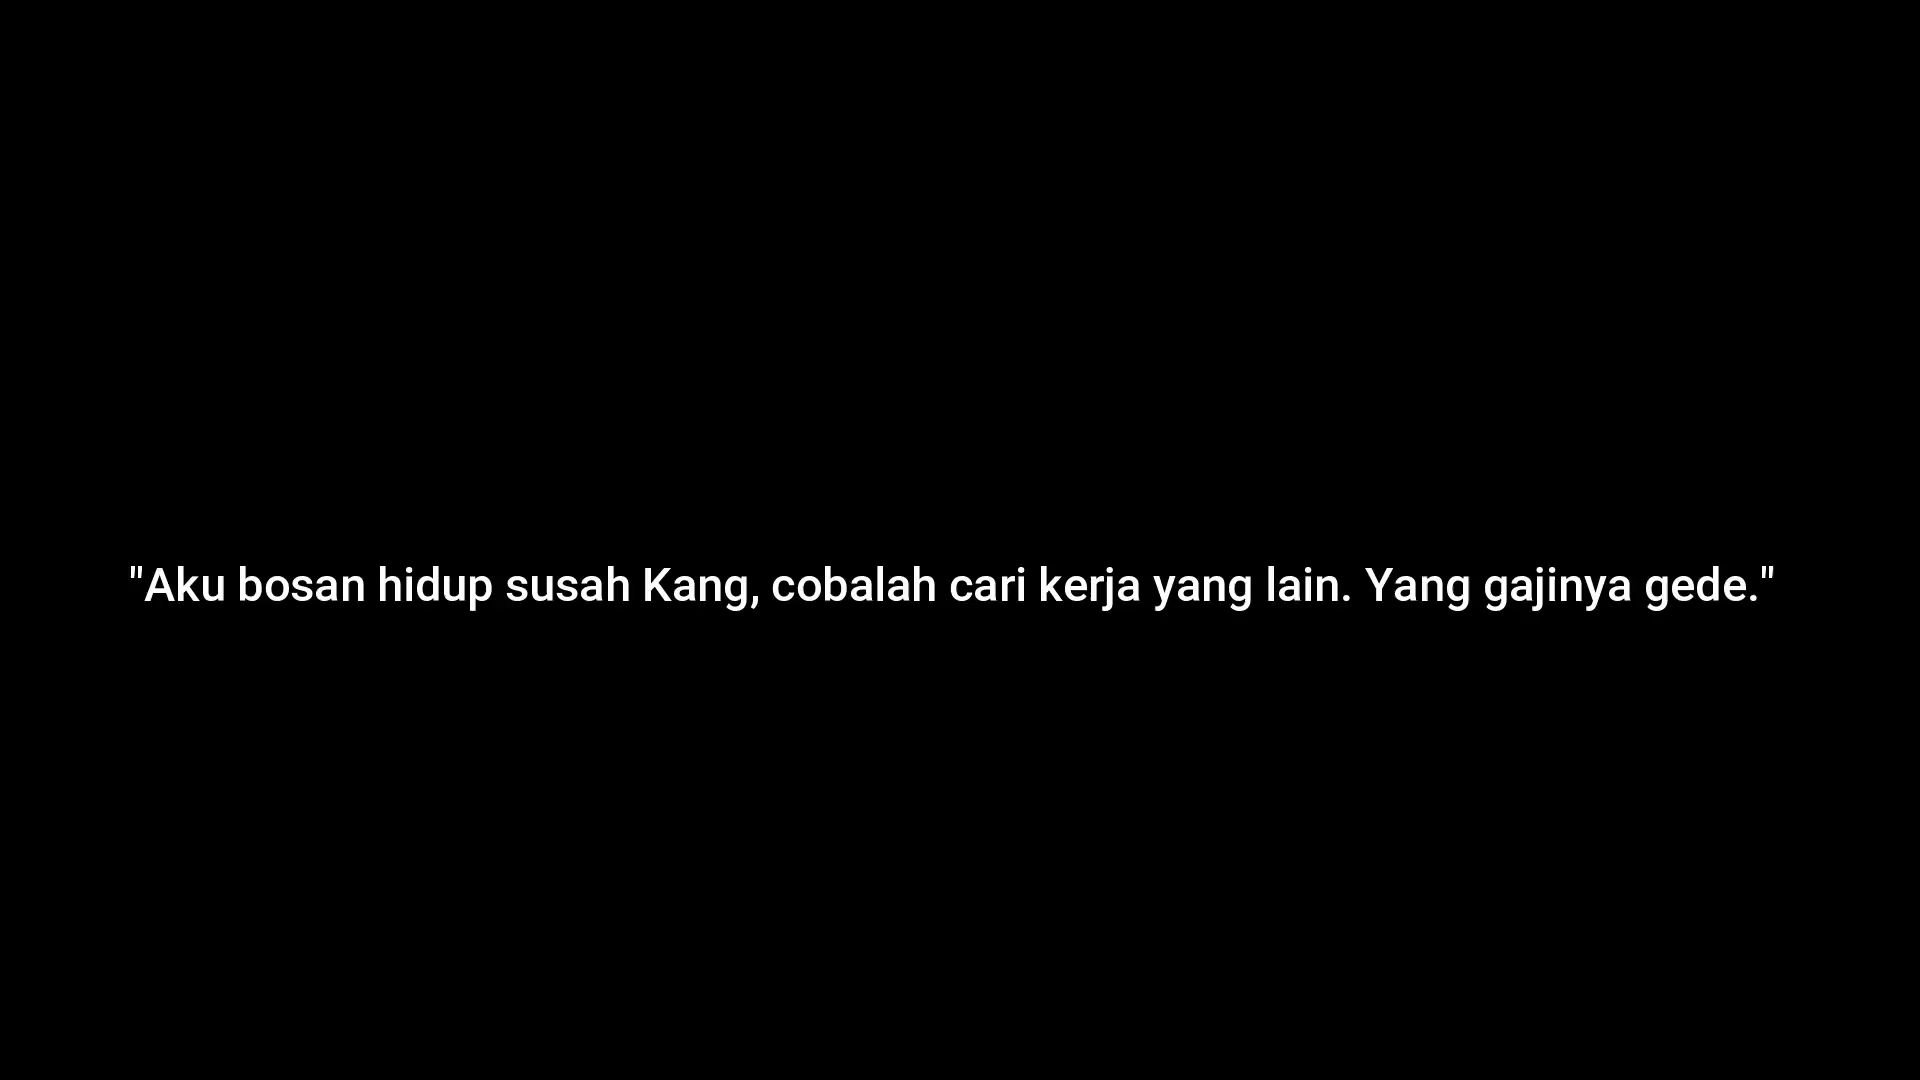 "Aku bosan hidup susah Kang, cobalah cari kerja yang lain. Yang gajinya gede."